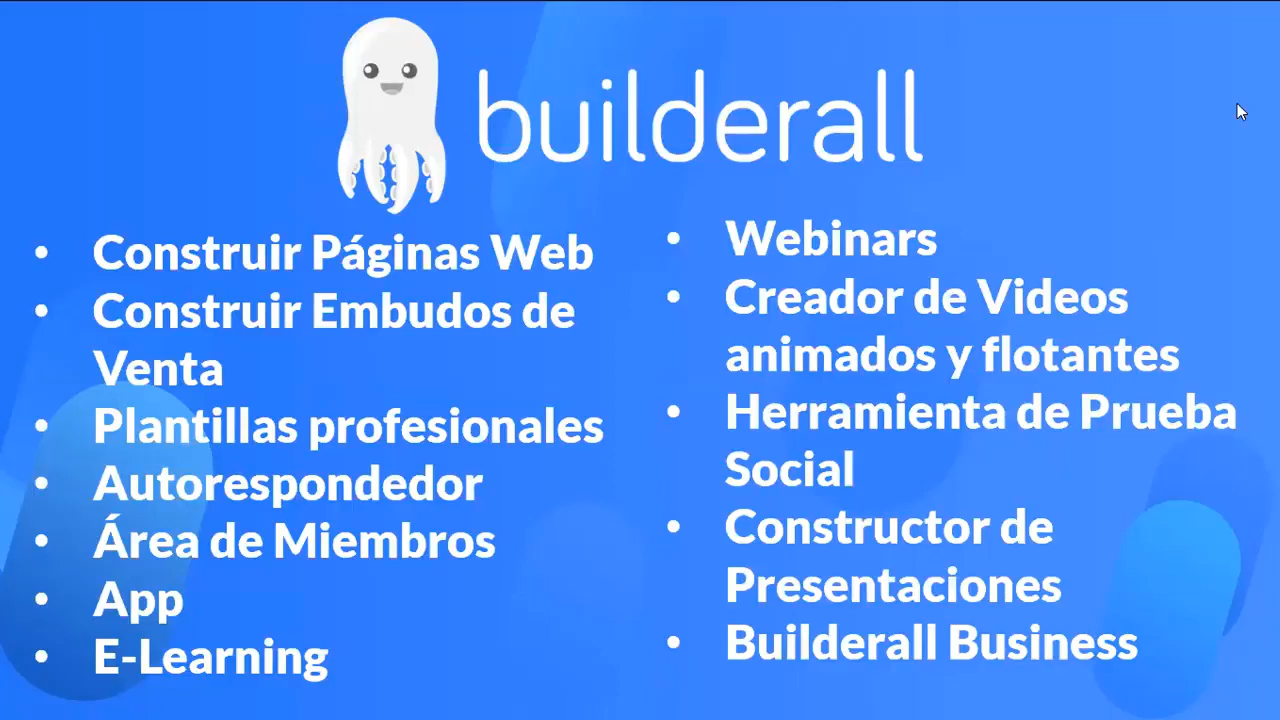 builderall
• Construir Páginas Web
• Construir Embudos de
Venta
• Plantillas profesionales
• Autorespondedor
• Área de Miembros
• App
• E-Learning
• Webinars
• Creador de Videos
animados y flotantes
• Herramienta de Prueba
Social
• Constructor de
Presentaciones
• Builderall Business